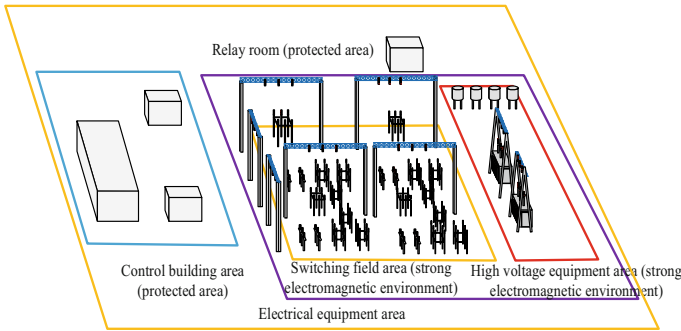 Relay room (protected area)
Control building area
(protected area)
Switching field area (strong
electromagnetic environment)
High voltage equipment area (strong
electromagnetic environment)
Electrical equipment area